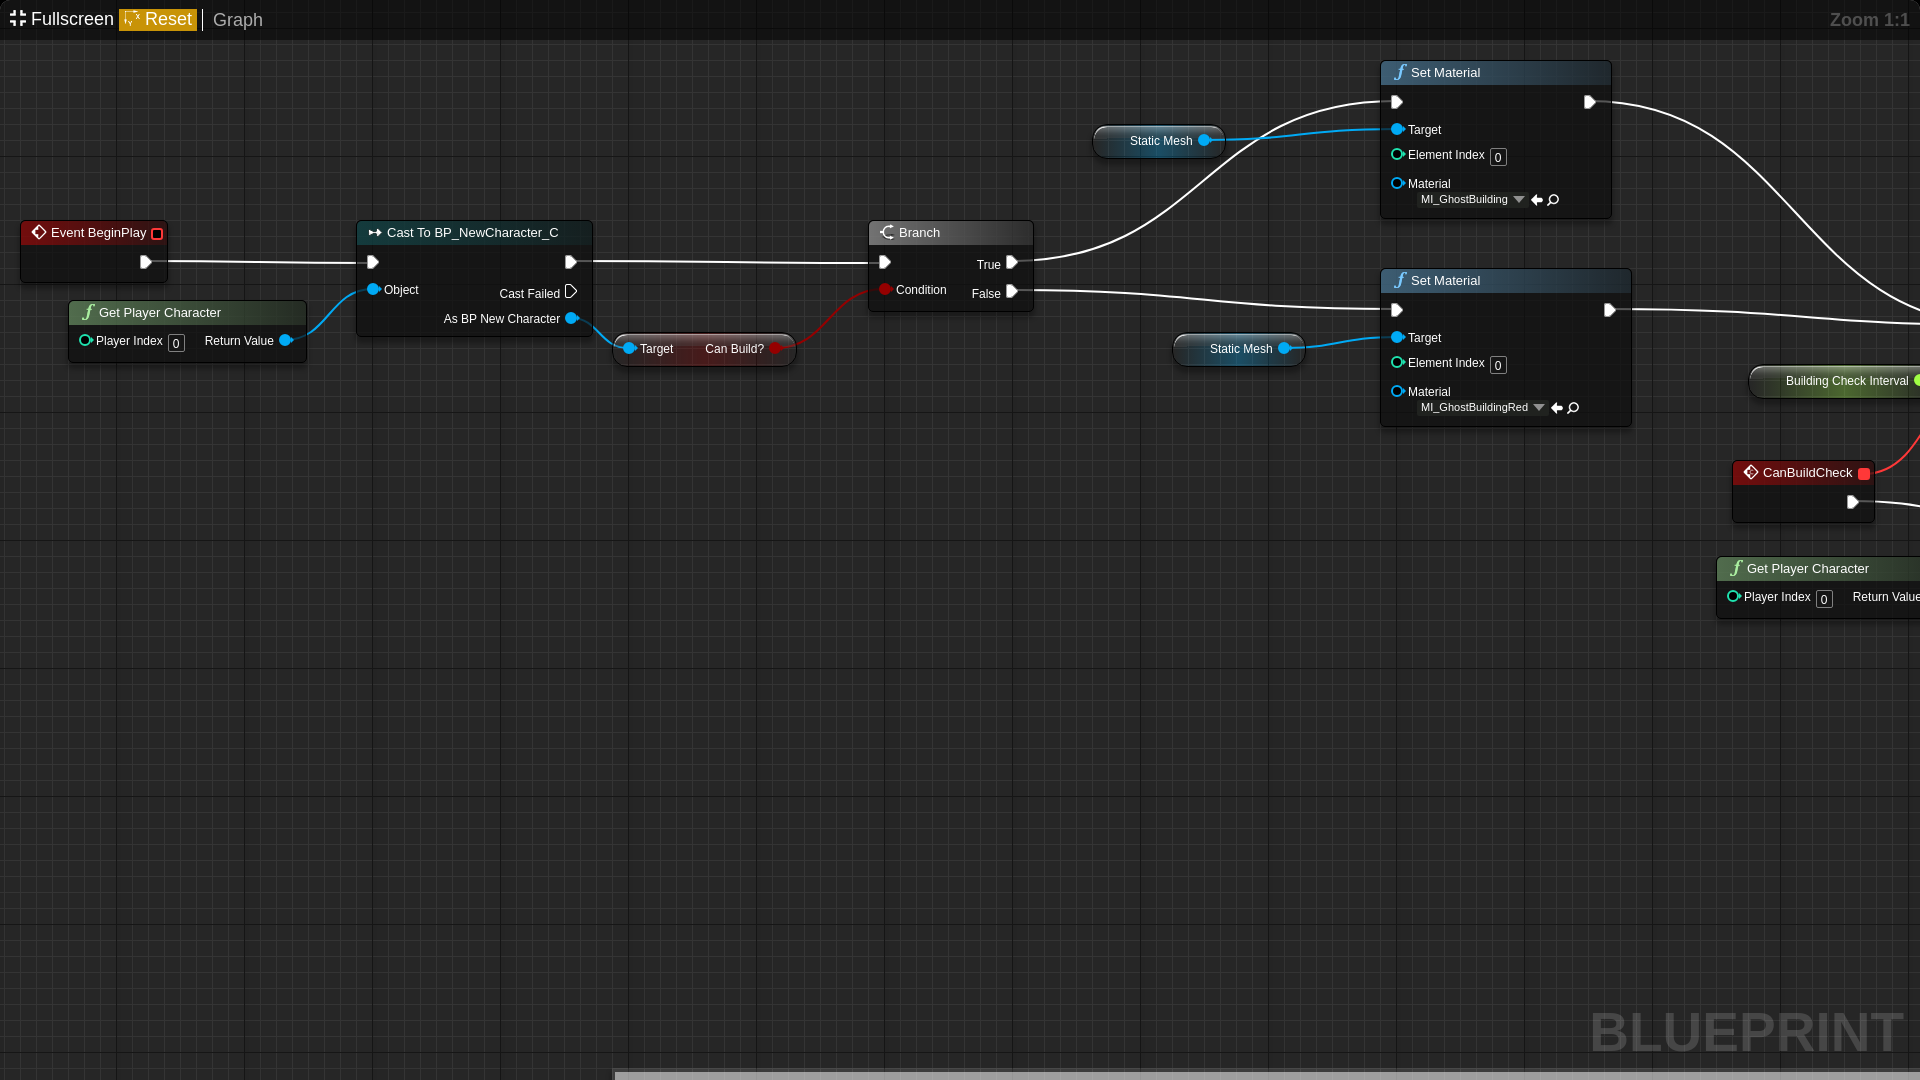 Fullscreen Reset Graph
Zoom 1:1
Set Material
Static Mesh
Target
Element Index 0
Material
MI_GhostBuilding
Event BeginPlay
Cast To BP_NewCharacter_C
Object
Cast Failed
As BP New Character
Get Player Character
Player Index 0 Return Value
Target Can Build?
Branch
True
Condition
False
Set Material
Static Mesh
Target
Element Index 0
Material
MI_GhostBuildingRed
Building Check Interval
CanBuildCheck
Get Player Character
Player Index 0 Return Value
BLUEPRINT